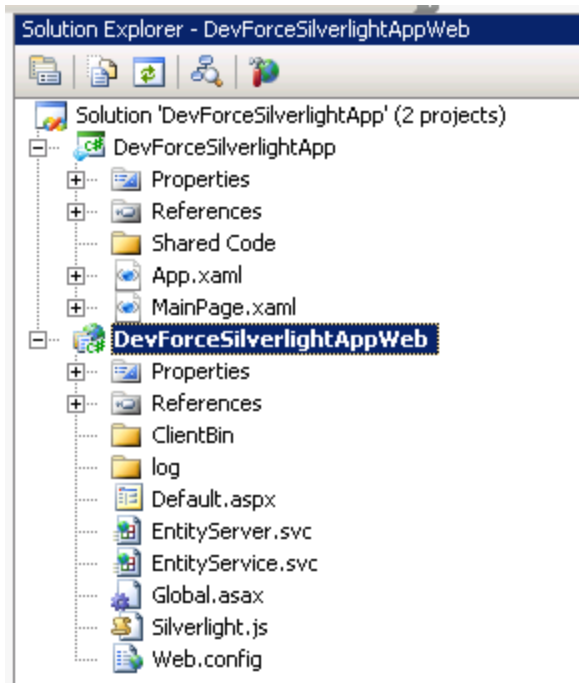 Solution Explorer - DevForceSilverlightAppWeb
Solution 'DevForceSilverlightApp' (2 projects)
DevForceSilverlightApp
Properties
References
Shared Code
App.xaml
MainPage.xaml
DevForceSilverlightAppWeb
Properties
References
ClientBin
log
Default.aspx
EntityServer.svc
EntityService.svc
Global.asax
Silverlight.js
Web.config